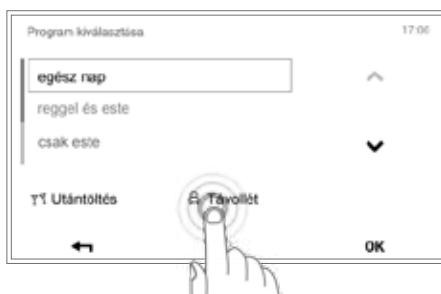 Program kiválasztása 17:00
egész nap
reggel és este
csak este
Utántöltés Távollét
OK